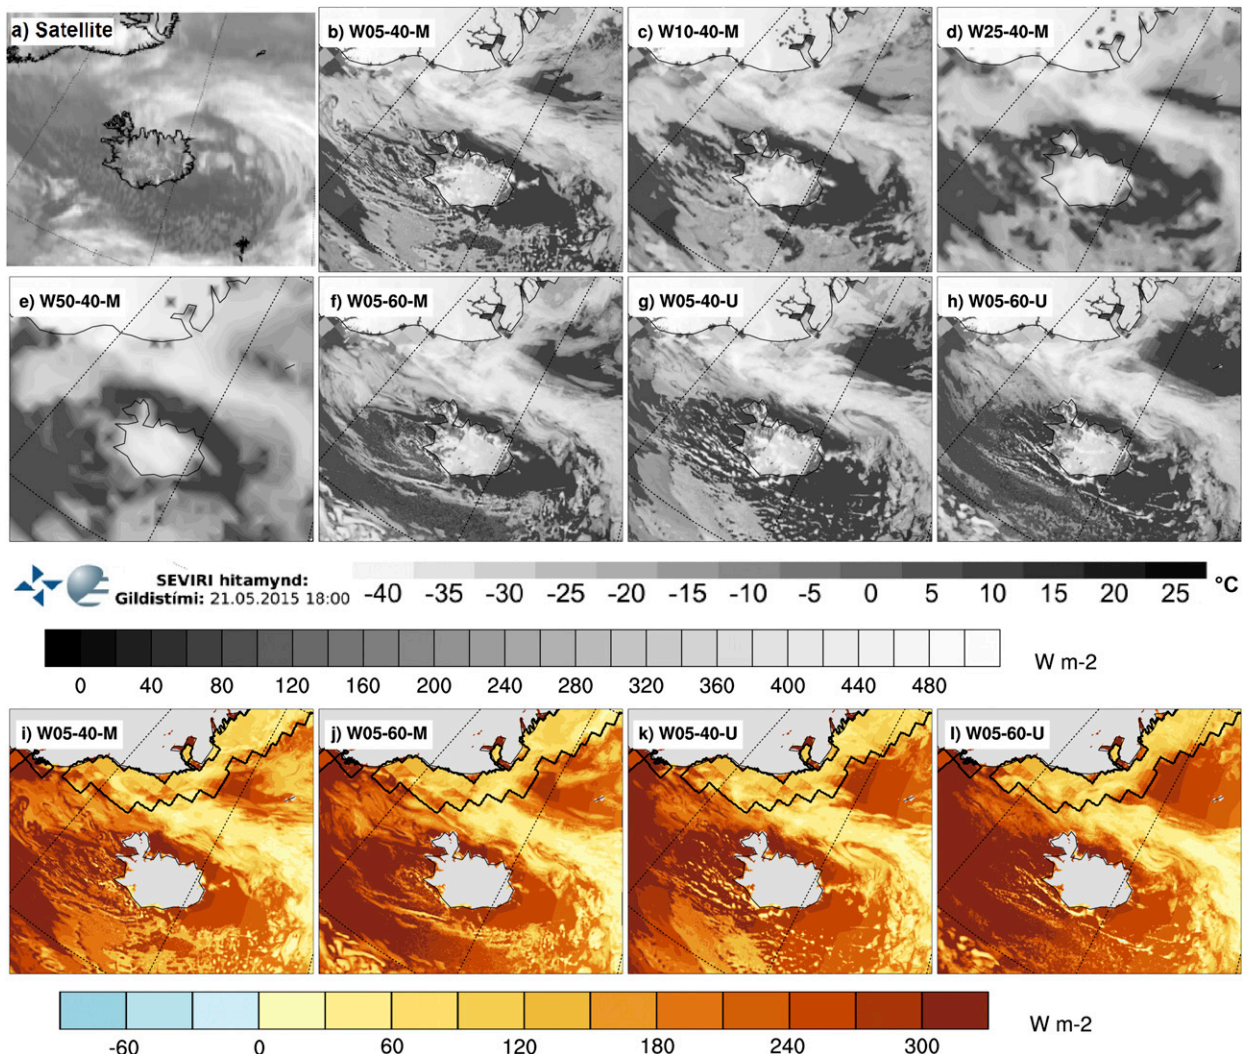 a) Satellite
b) W05-40-M
c) W10-40-M
d) W25-40-M
e) W50-40-M
f) W05-60-M
g) W05-40-U
h) W05-60-U
SEVIRI hitamynd:
Gildistími: 21.05.2015 18:00
-40 -35 -30 -25 -20 -15 -10 -5 0 5 10 15 20 25 °C
0 40 80 120 160 200 240 280 320 360 400 440 480 W m-2
i) W05-40-M
j) W05-60-M
k) W05-40-U
l) W05-60-U
-60 0 60 120 180 240 300 W m-2